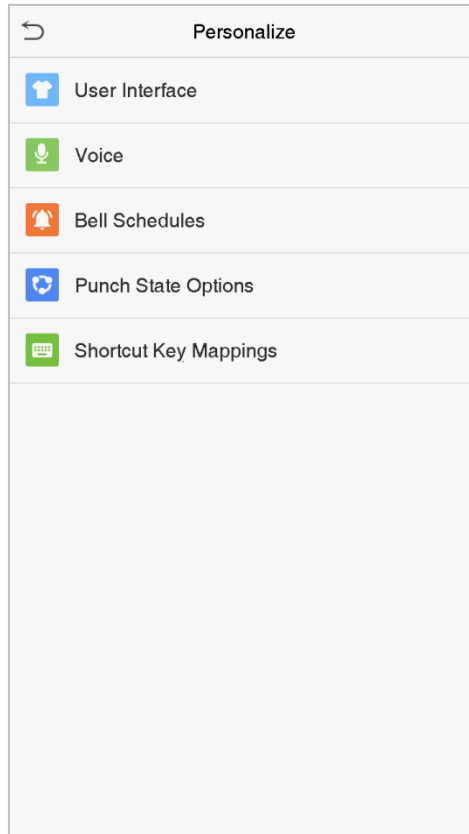 Personalize
User Interface
Voice
Bell Schedules
Punch State Options
Shortcut Key Mappings